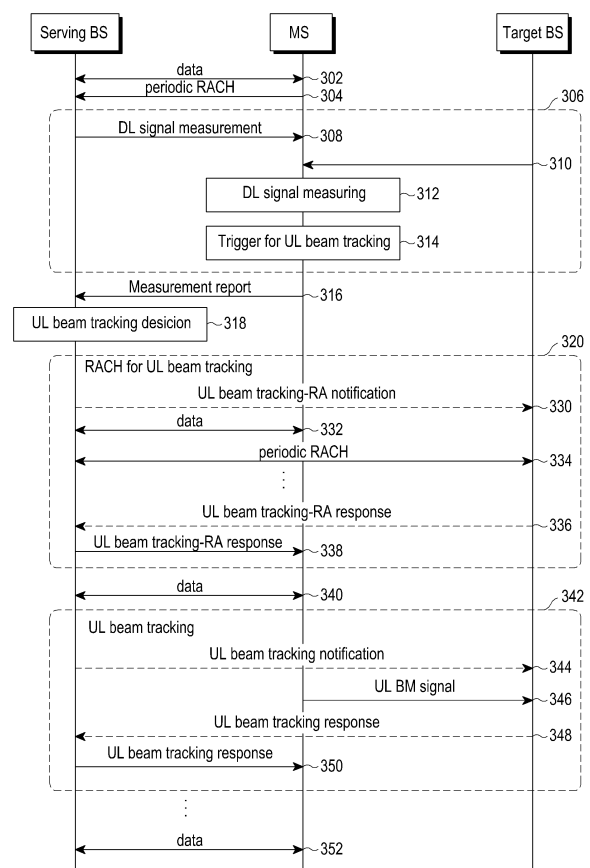 Serving BS
MS
Target BS
data
302
periodic RACH
304
306
DL signal measurement
308
310
DL signal measuring
312
Trigger for UL beam tracking
314
Measurement report
316
UL beam tracking desicion
318
320
RACH for UL beam tracking
UL beam tracking-RA notification
330
data
332
periodic RACH
334
UL beam tracking-RA response
336
UL beam tracking-RA response
338
data
340
342
UL beam tracking
UL beam tracking notification
344
UL BM signal
346
UL beam tracking response
348
UL beam tracking response
350
data
352